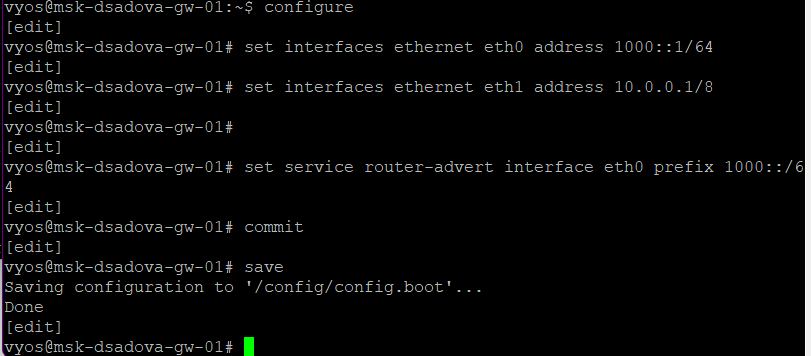 vyos@msk-dsadova-gw-01:~$ configure
[edit]
vyos@msk-dsadova-gw-01# set interfaces ethernet eth0 address 1000::1/64
[edit]
vyos@msk-dsadova-gw-01# set interfaces ethernet eth1 address 10.0.0.1/8
[edit]
vyos@msk-dsadova-gw-01#
[edit]
vyos@msk-dsadova-gw-01# set service router-advert interface eth0 prefix 1000::/6
4
[edit]
vyos@msk-dsadova-gw-01# commit
[edit]
vyos@msk-dsadova-gw-01# save
Saving configuration to '/config/config.boot'...
Done
[edit]
vyos@msk-dsadova-gw-01#